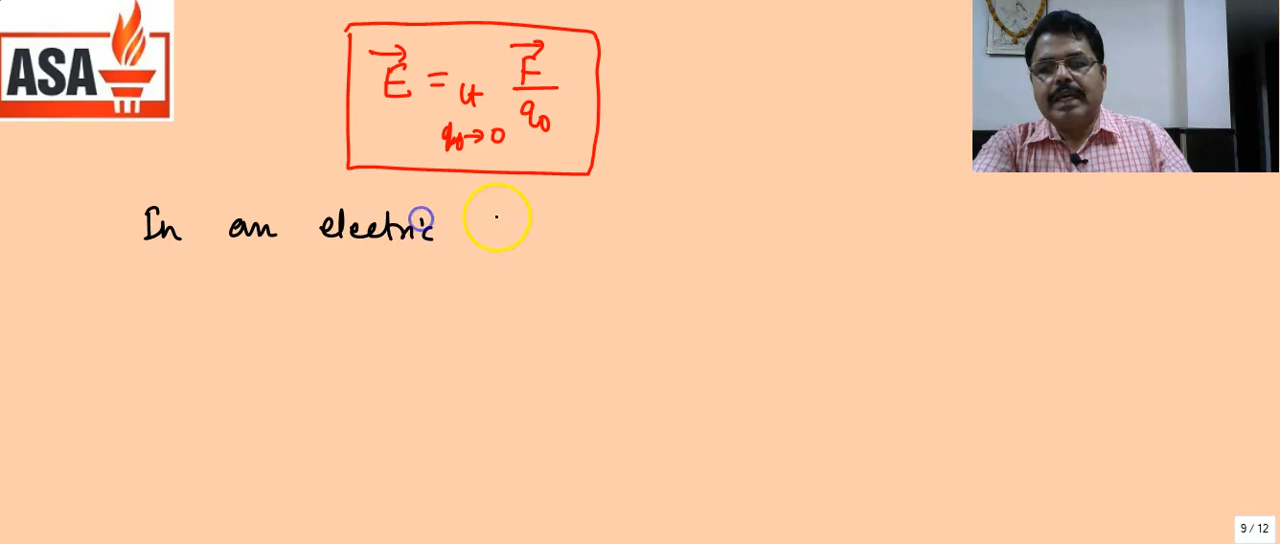 ASA
E = Lt F/q₀
q₀→0
In an electric
9 / 12